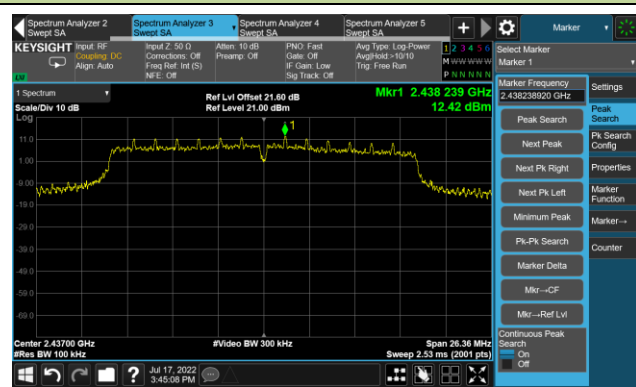 Spectrum Analyzer 2
Swept SA
Spectrum Analyzer 3
Swept SA
Spectrum Analyzer 4
Swept SA
Spectrum Analyzer 5
Swept SA
+
Marker
KEYSIGHT
Input: RF
Coupling: DC
Align: Auto
Input Z: 50 Ω
Corrections: Off
Freq Ref: Int (S)
NFE: Off
Atten: 10 dB
Preamp: Off
PNO: Fast
Gate: Off
IF Gain: Low
Sig Track: Off
Avg Type: Log-Power
Avg|Hold:>10/10
Trig: Free Run
1 2 3 4 5 6
M W W W W W
P N N N N N
Select Marker
Marker 1
1 Spectrum
Scale/Div 10 dB
Log
Ref Lvl Offset 21.60 dB
Ref Level 21.00 dBm
Mkr1 2.438 239 GHz
12.42 dBm
1
11.0
1.00
-9.00
-19.0
-29.0
-39.0
-49.0
-59.0
-69.0
Center 2.43700 GHz
#Res BW 100 kHz
#Video BW 300 kHz
Span 26.36 MHz
Sweep 2.53 ms (2001 pts)
Marker Frequency
2.438238920 GHz
Peak Search
Next Peak
Next Pk Right
Next Pk Left
Minimum Peak
Pk-Pk Search
Marker Delta
Mkr→CF
Mkr→Ref Lvl
Continuous Peak
Search
On
Off
Settings
Peak
Search
Pk Search
Config
Properties
Marker
Function
Marker→
Counter
?
Jul 17, 2022
3:45:08 PM